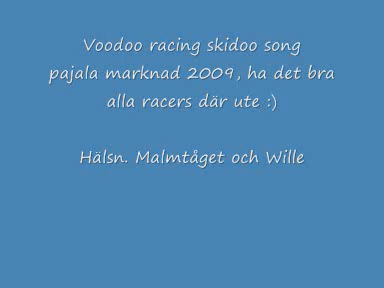 Voodoo racing skidoo song
pajala marknad 2009, ha det bra
alla racers där ute :)
Hälsn. Malmtåget och Wille